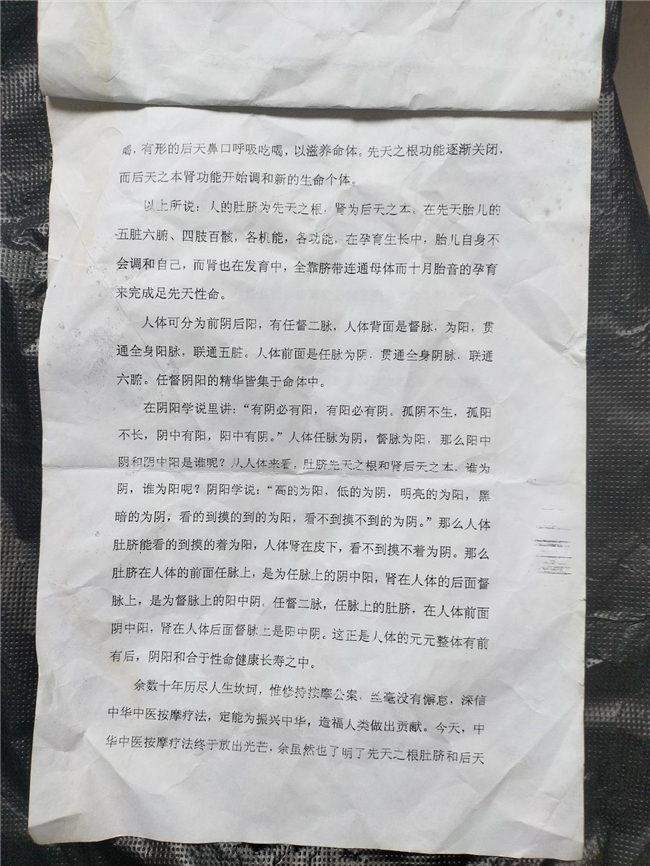 喝，有形的后天鼻口呼吸吃喝，以滋养命体。先天之根功能逐渐关闭，
而后天之本肾功能开始调和新的生命个体。
以上所说：人的肚脐为先天之根，肾为后天之本。在先天胎儿的
五脏六腑、四肢百骸，各机能，各功能，在孕育生长中，胎儿自身不
会调和自己，而肾也在发育中，全靠脐带连通母体而十月胎音的孕育
来完成足先天性命。
人体可分为前阴后阳，有任督二脉，人体背面是督脉，为阳，贯
通全身阳脉，联通五脏。人体前面是任脉为阴，贯通全身阴脉，联通
六腑。任督阴阳的精华皆集于命体中。
在阴阳学说里讲：“有阴必有阳，有阳必有阴。孤阴不生，孤阳
不长，阴中有阳，阳中有阴。”人体任脉为阴，督脉为阳，那么阳中
阴和阴中阳是谁呢？从人体来看，肚脐先天之根和肾后天之本，谁为
阴，谁为阳呢？阴阳学说：“高的为阳，低的为阴，明亮的为阳，黑
暗的为阴，看的到摸的到的为阳，看不到摸不到的为阴。”那么人体
肚脐能看的到摸的着为阳，人体肾在皮下，看不到摸不着为阴。那么
肚脐在人体的前面任脉上，是为任脉上的阴中阳，肾在人体的后面督
脉上，是为督脉上的阳中阴，任督二脉，任脉上的肚脐，在人体前面
阴中阳，肾在人体后面督脉上是阳中阴。这正是人体的元元整体有前
有后，阴阳和合于性命健康长寿之中。
余数十年历尽人生坎坷，惟修持按摩公案，丝毫没有懈怠，深信
中华中医按摩疗法，定能为振兴中华，造福人类做出贡献。今天，中
华中医按摩疗法终于放出光芒，余虽然也了明了先天之根肚脐和后天